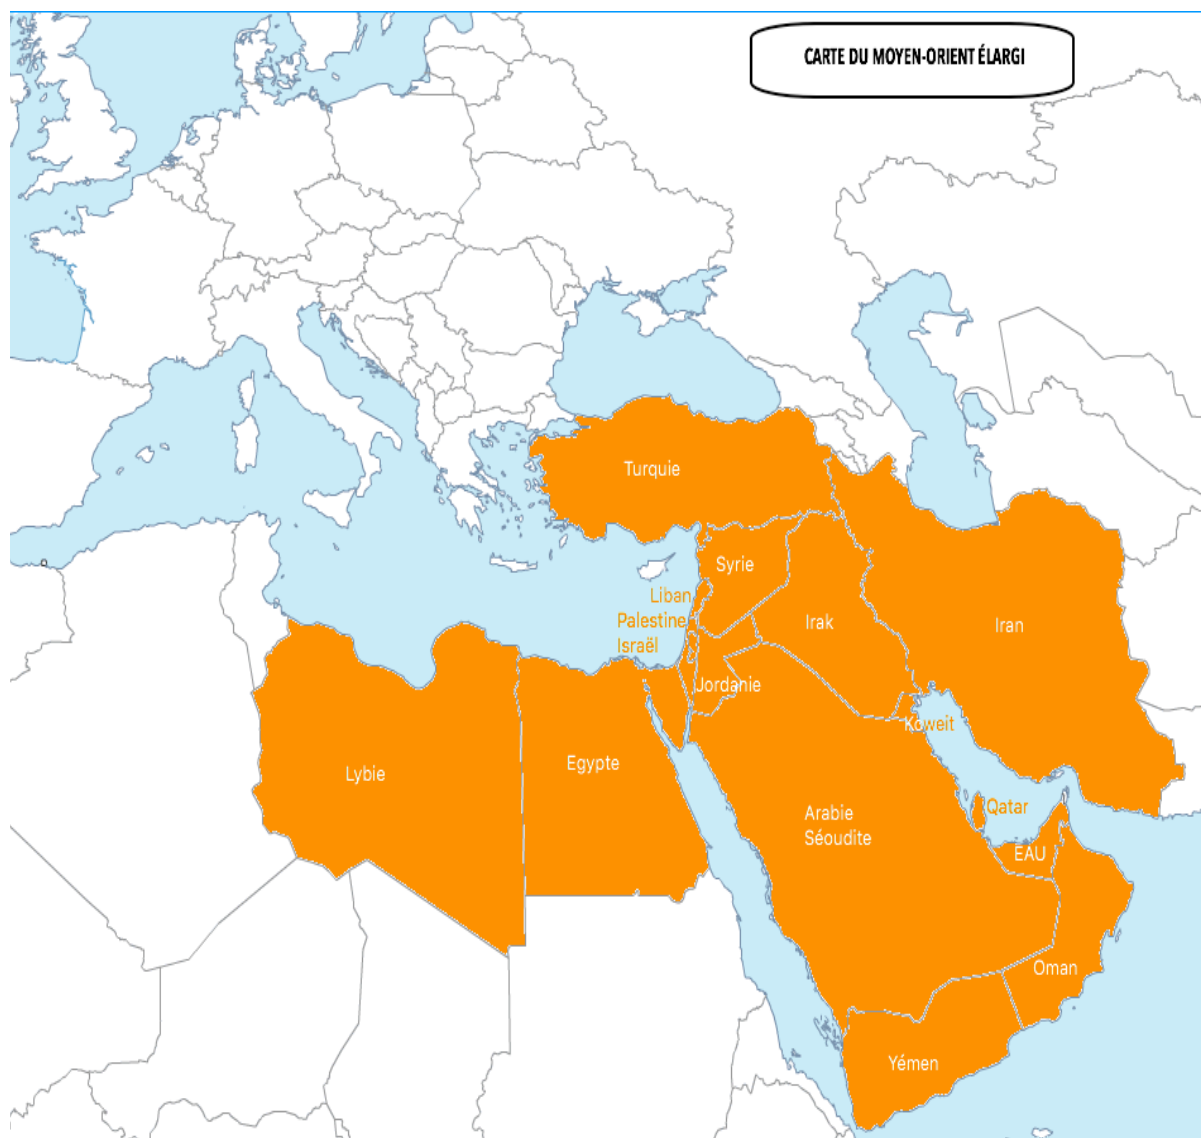 CARTE DU MOYEN-ORIENT ÉLARGI
Turquie
Syrie
Liban
Palestine
Israël
Irak
Iran
Jordanie
Koweit
Lybie
Egypte
Arabie
Séoudite
Qatar
EAU
Oman
Yémen